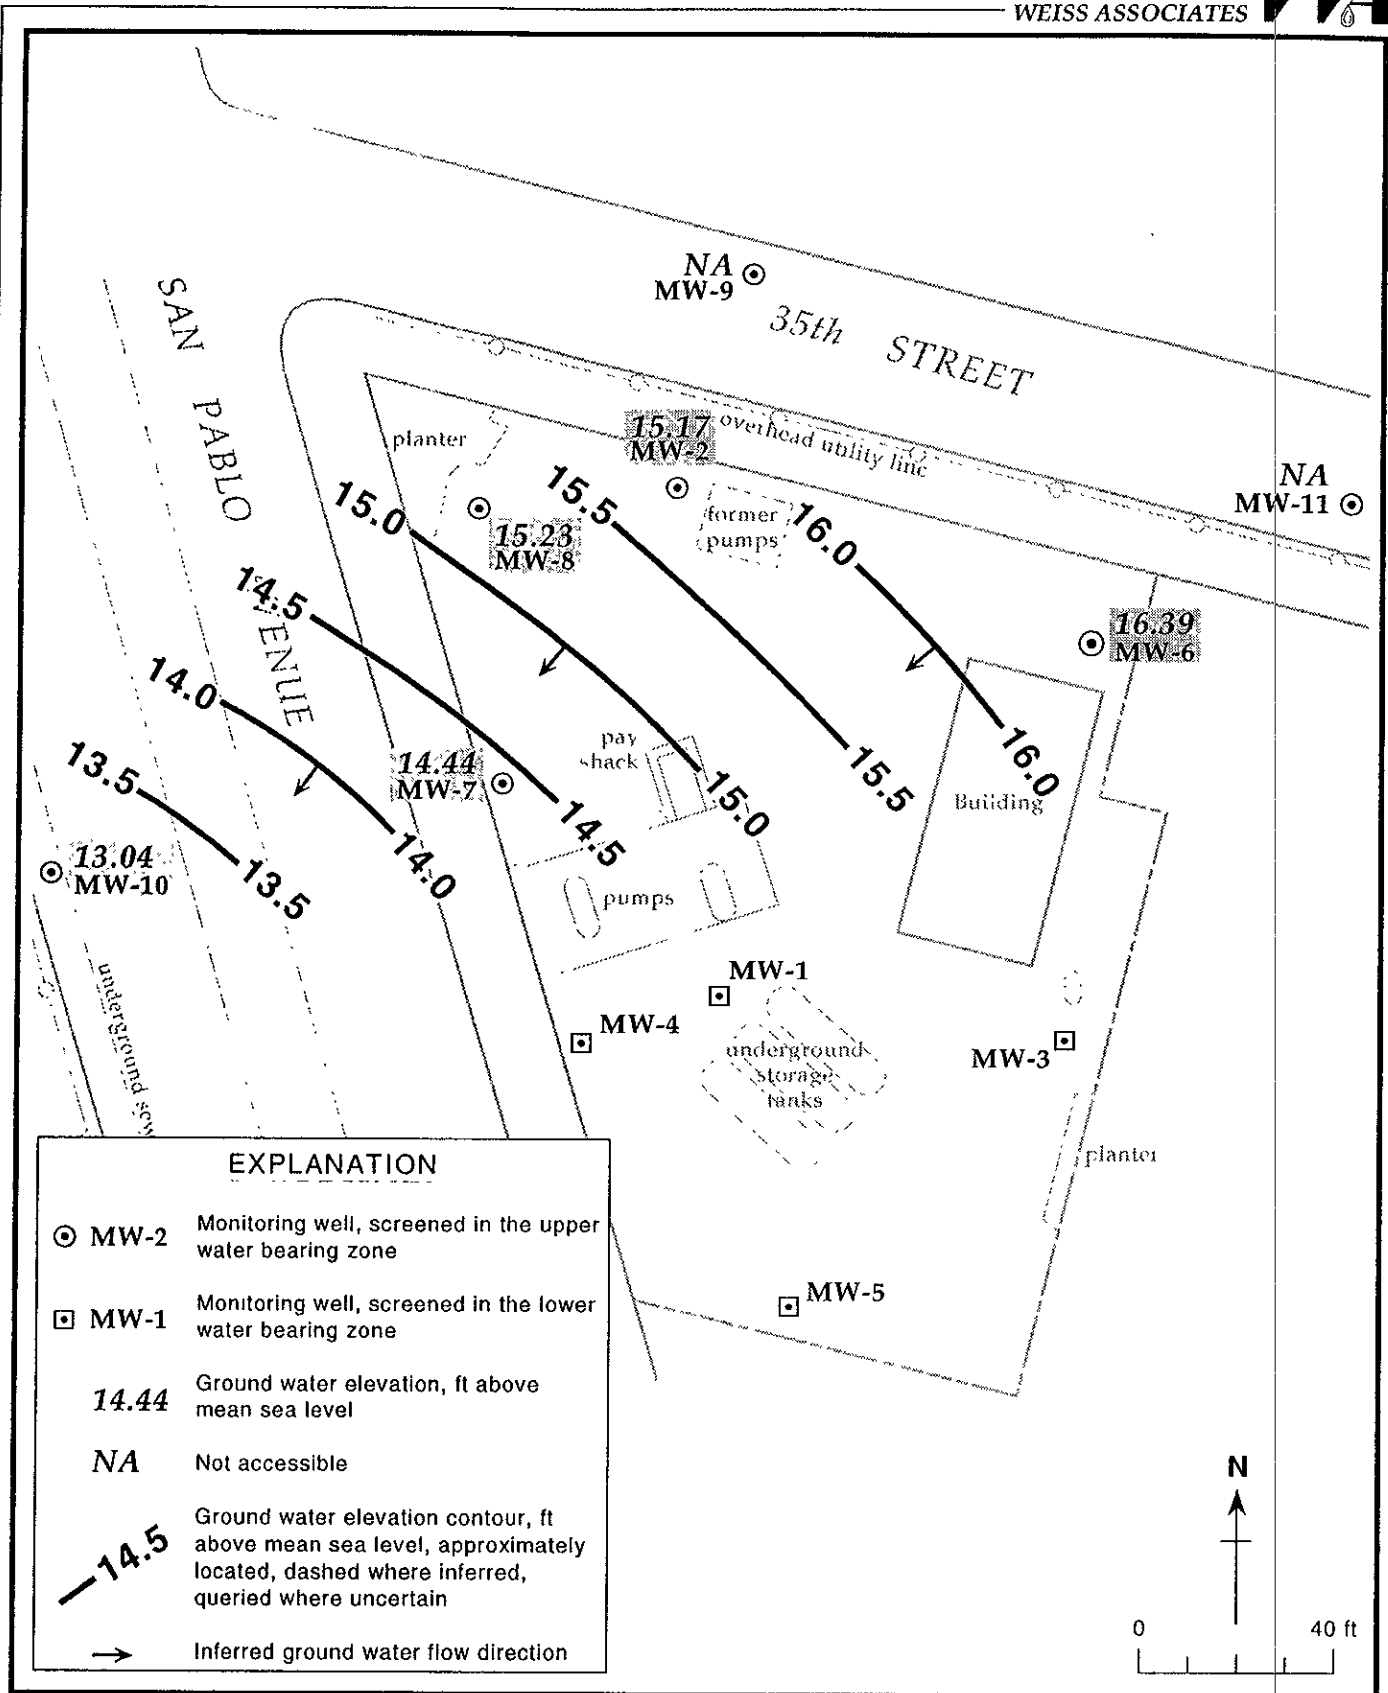 WEISS ASSOCIATES
SAN PABLO AVENUE
NA
MW-9
35th STREET
overhead utility line
planter
15.17
MW-2
NA
MW-11
15.0
15.5
16.0
former
pumps
15.23
MW-8
14.5
16.39
MW-6
14.0
13.5
14.44
MW-7
pay
shack
15.0
15.5
16.0
Building
14.5
13.04
MW-10
14.0
13.5
pumps
MW-1
MW-4
underground
storage
tanks
MW-3
underground sew
planter
MW-5
EXPLANATION
MW-2 Monitoring well, screened in the upper
water bearing zone
MW-1 Monitoring well, screened in the lower
water bearing zone
14.44 Ground water elevation, ft above
mean sea level
NA Not accessible
14.5 Ground water elevation contour, ft
above mean sea level, approximately
located, dashed where inferred,
queried where uncertain
Inferred ground water flow direction
N
0 40 ft